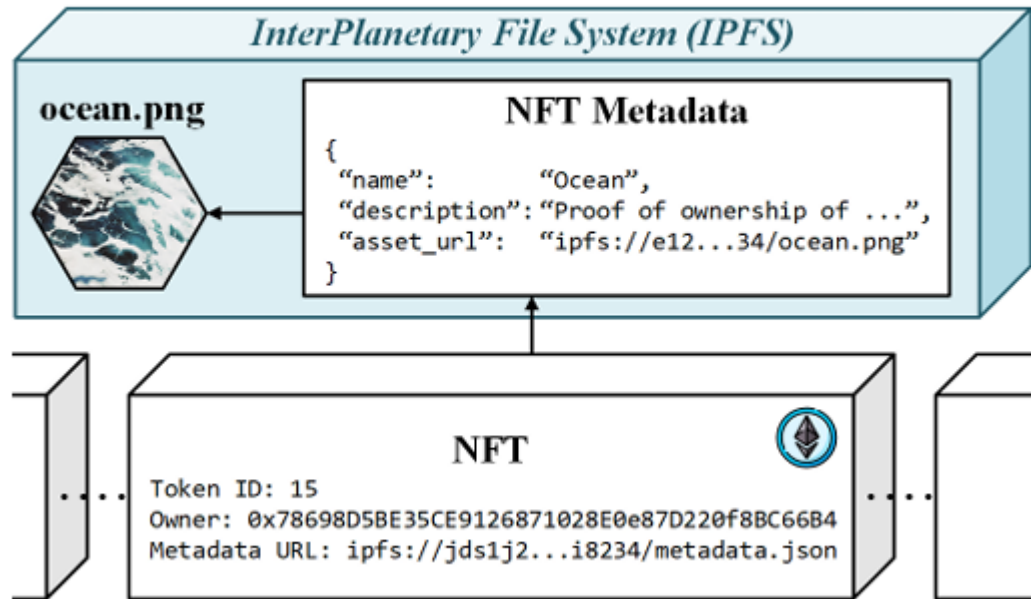 InterPlanetary File System (IPFS)
ocean.png
NFT Metadata
{
“name”: “Ocean”,
“description”: “Proof of ownership of ...”,
“asset_url”: “ipfs://e12...34/ocean.png”
}
NFT
Token ID: 15
Owner: 0x78698D5BE35CE9126871028E0e87D220f8BC66B4
Metadata URL: ipfs://jds1j2...i8234/metadata.json